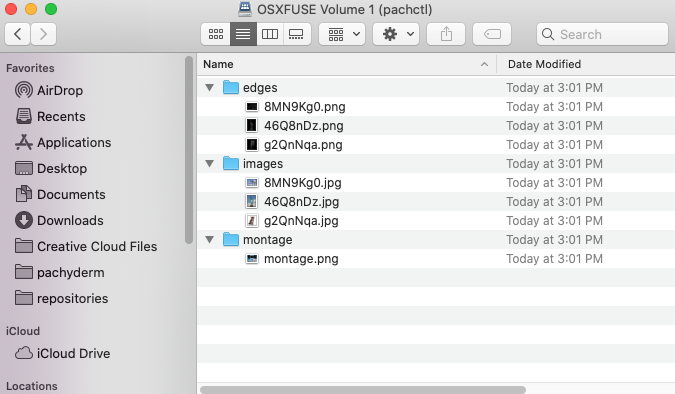 OSXFUSE Volume 1 (pachctl)
Search
Favorites
AirDrop
Recents
Applications
Desktop
Documents
Downloads
Creative Cloud Files
pachyderm
repositories
iCloud
iCloud Drive
Locations
Name Date Modified
edges Today at 3:01 PM
8MN9Kg0.png Today at 3:01 PM
46Q8nDz.png Today at 3:01 PM
g2QnNqa.png Today at 3:01 PM
images Today at 3:01 PM
8MN9Kg0.jpg Today at 3:01 PM
46Q8nDz.jpg Today at 3:01 PM
g2QnNqa.jpg Today at 3:01 PM
montage Today at 3:01 PM
montage.png Today at 3:01 PM